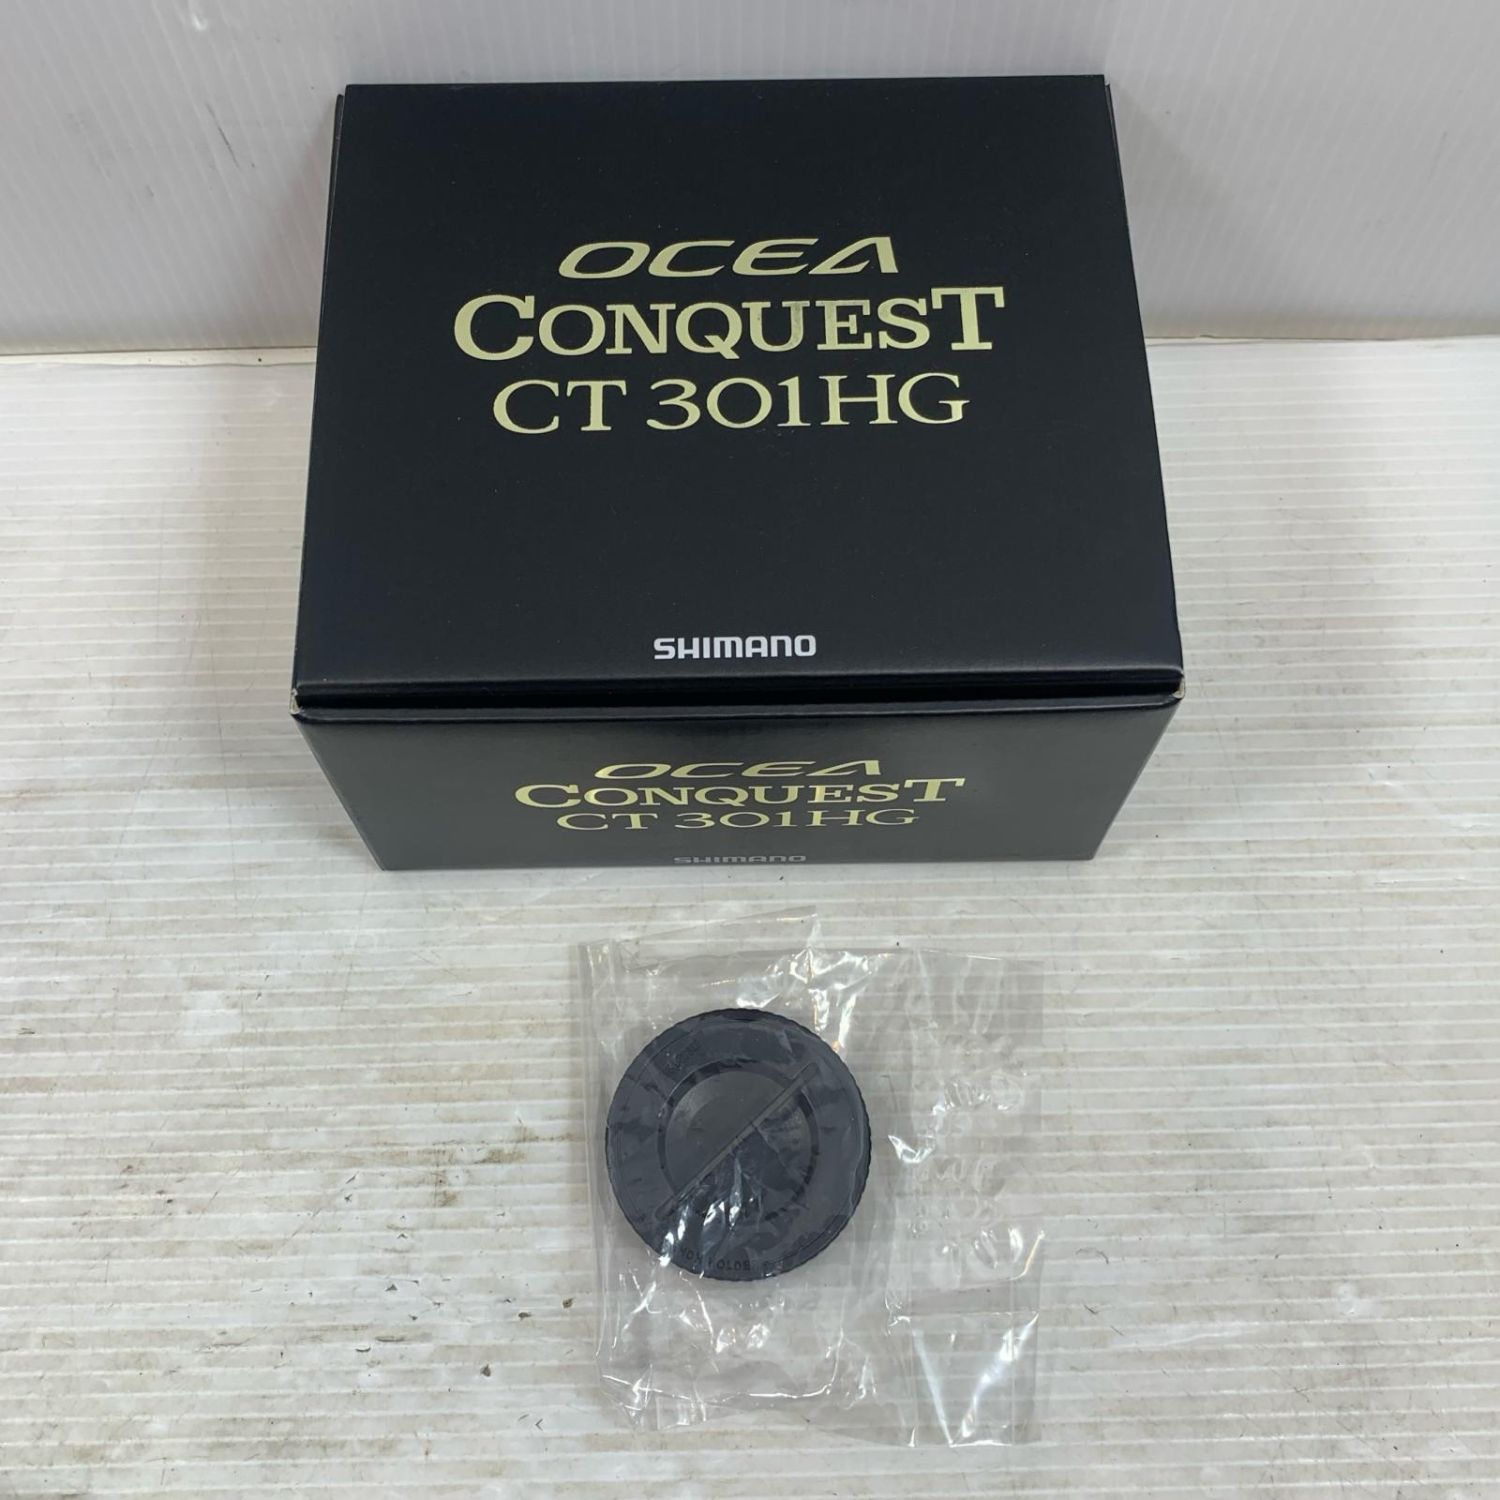 OCEA
CONQUEST
CT 301HG
SHIMANO
OCEA
CONQUEST
CT 301HG
SHIMANO